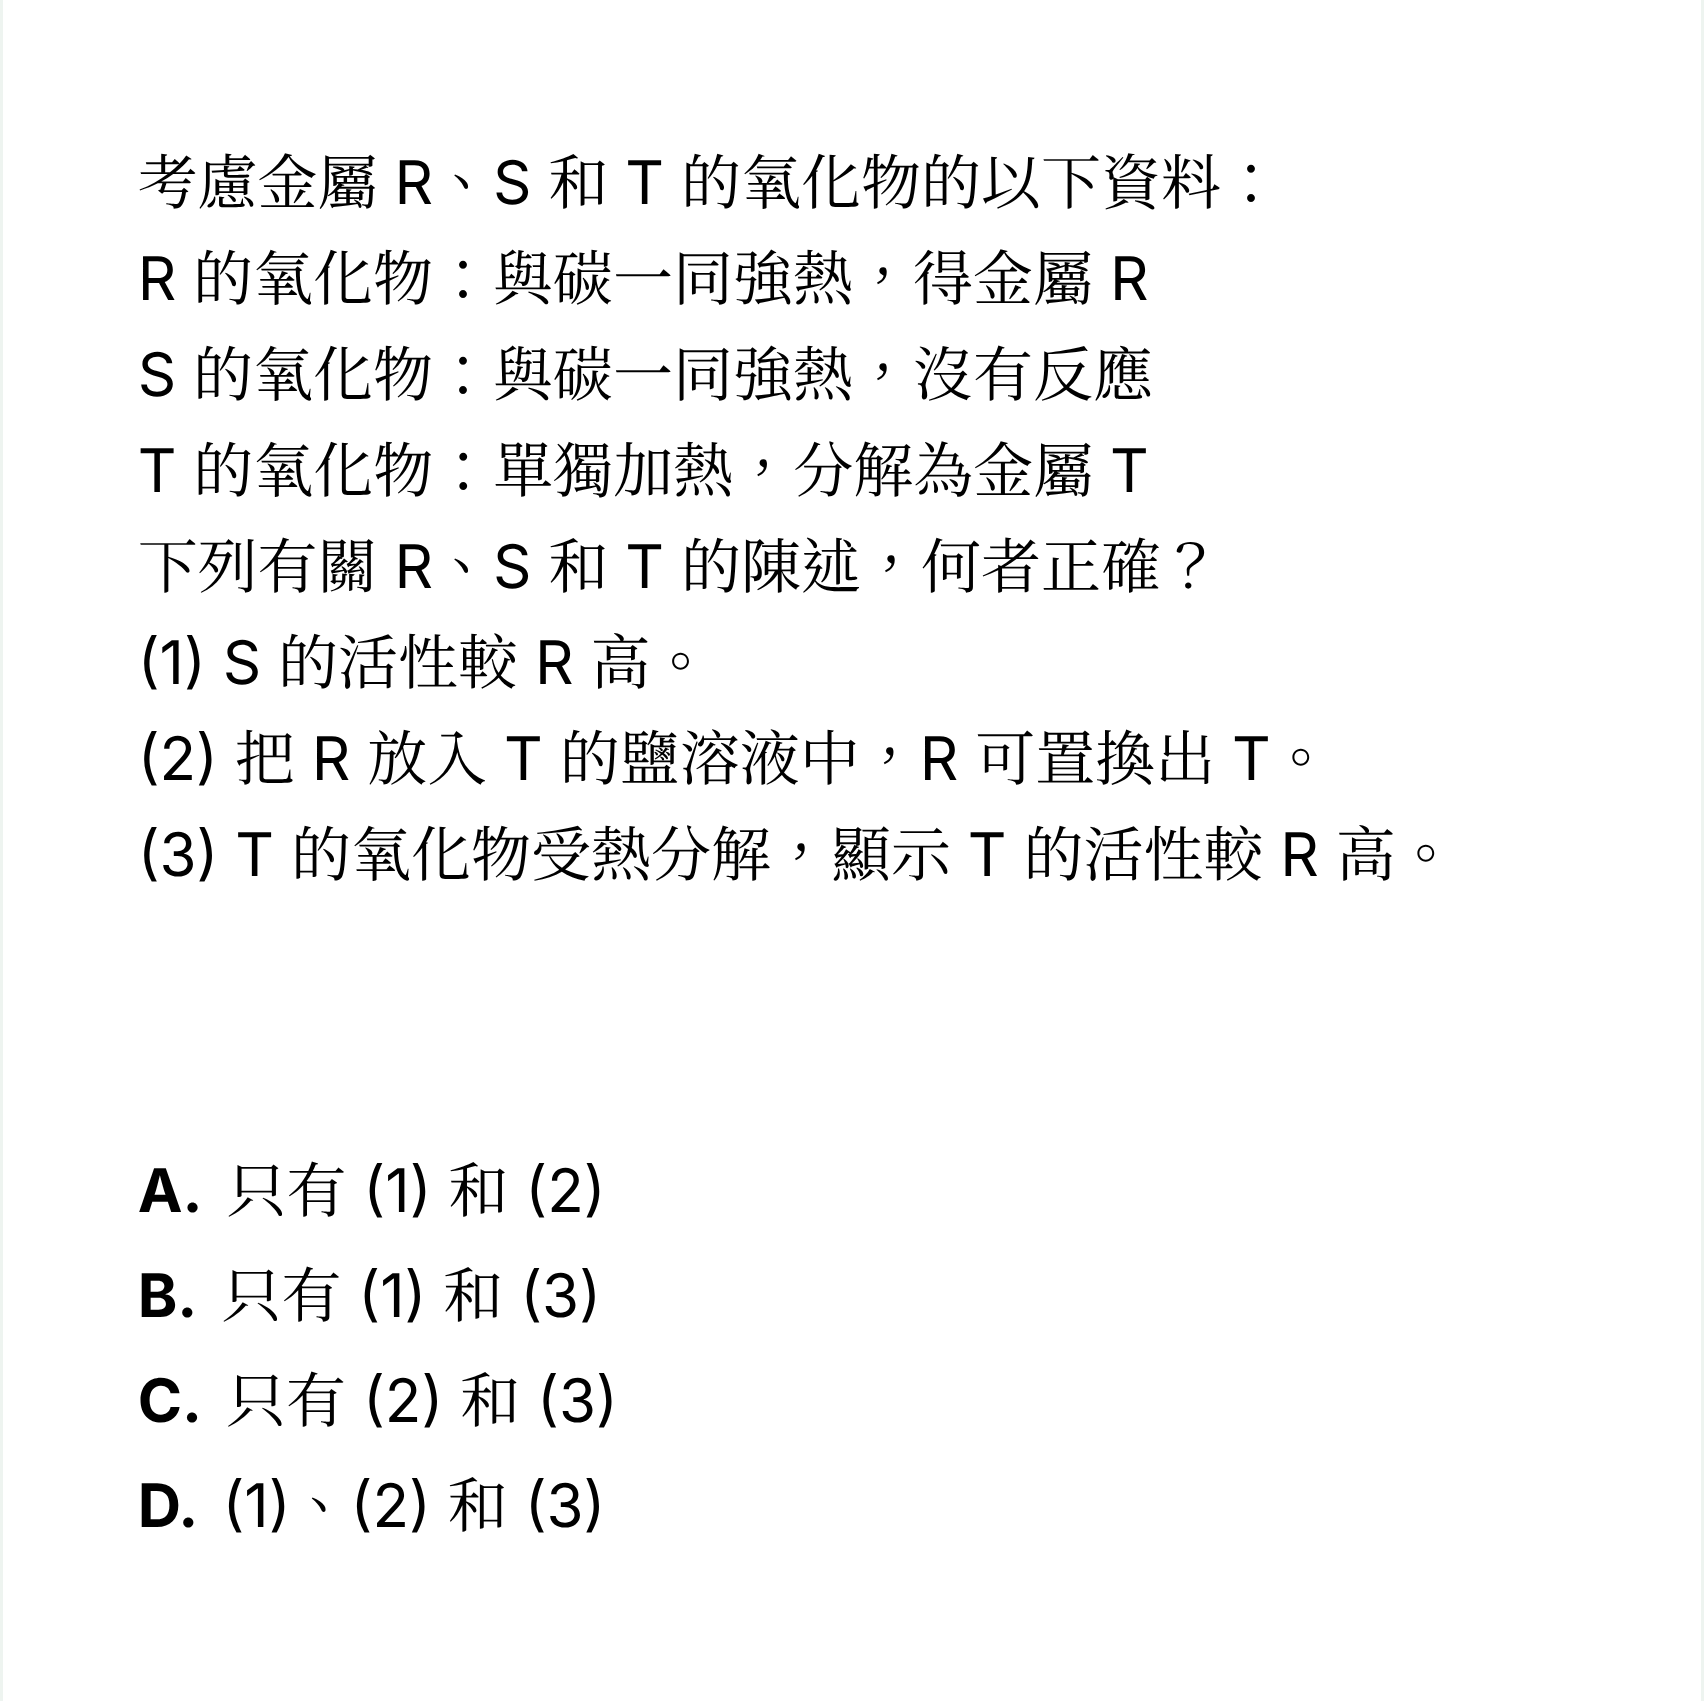 考慮金屬 R、S 和 T 的氧化物的以下資料：
R 的氧化物：與碳一同強熱，得金屬 R
S 的氧化物：與碳一同強熱，沒有反應
T 的氧化物：單獨加熱，分解為金屬 T
下列有關 R、S 和 T 的陳述，何者正確？
(1) S 的活性較 R 高。
(2) 把 R 放入 T 的鹽溶液中，R 可置換出 T。
(3) T 的氧化物受熱分解，顯示 T 的活性較 R 高。
A. 只有 (1) 和 (2)
B. 只有 (1) 和 (3)
C. 只有 (2) 和 (3)
D. (1)、(2) 和 (3)